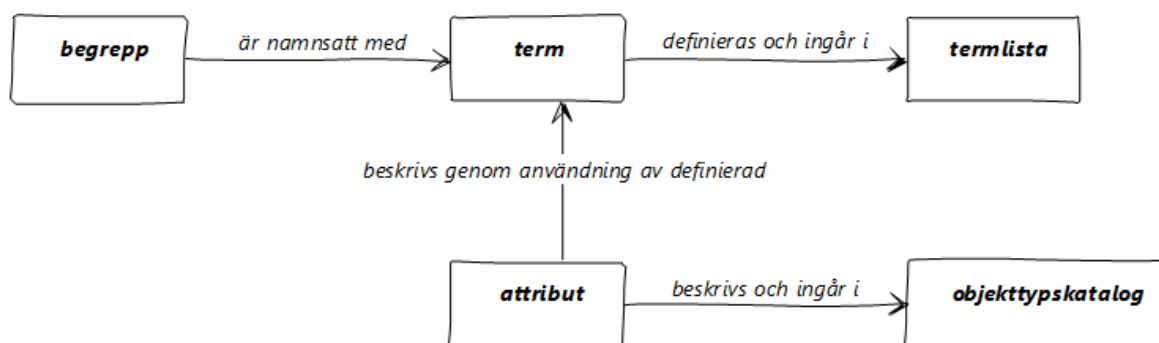 begrepp
är namnsatt med
term
definieras och ingår i
termlista
beskrivs genom användning av definierad
attribut
beskrivs och ingår i
objekttypskatalog